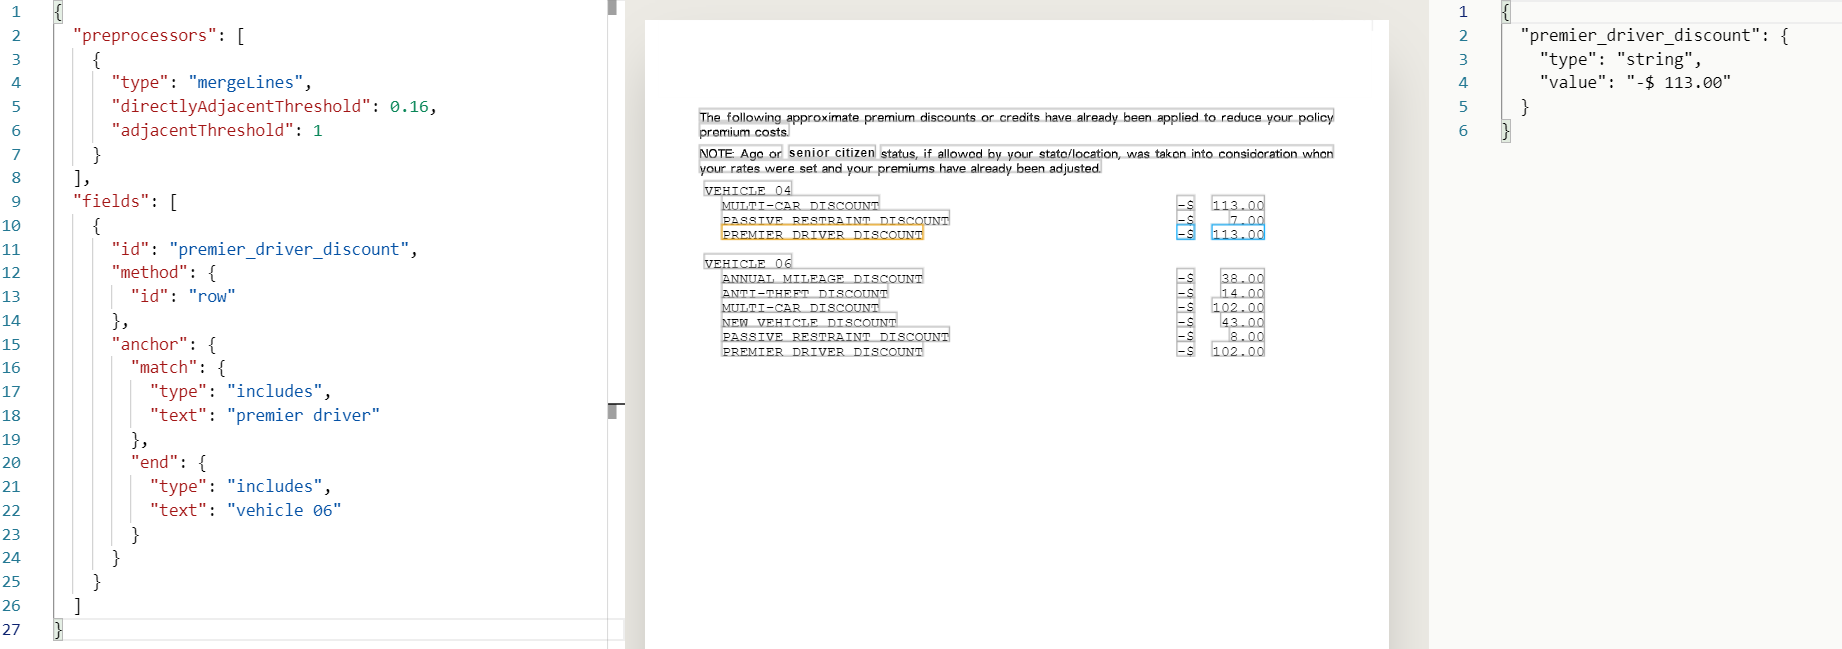 1 {
2 "preprocessors": [
3 {
4 "type": "mergeLines",
5 "directlyAdjacentThreshold": 0.16,
6 "adjacentThreshold": 1
7 }
8 ],
9 "fields": [
10 {
11 "id": "premier_driver_discount",
12 "method": {
13 "id": "row"
14 },
15 "anchor": {
16 "match": {
17 "type": "includes",
18 "text": "premier driver"
19 },
20 "end": {
21 "type": "includes",
22 "text": "vehicle 06"
23 }
24 }
25 }
26 ]
27 }
The following approximate premium discounts or credits have already been applied to reduce your policy
premium costs.
NOTE: Age or senior citizen status, if allowed by your state/location, was taken into consideration when
your rates were set and your premiums have already been adjusted.
VEHICLE 04
MULTI-CAR DISCOUNT -$ 113.00
PASSIVE RESTRAINT DISCOUNT -$ 7.00
PREMIER DRIVER DISCOUNT -$ 113.00
VEHICLE 06
ANNUAL MILEAGE DISCOUNT -$ 38.00
ANTI-THEFT DISCOUNT -$ 14.00
MULTI-CAR DISCOUNT -$ 102.00
NEW VEHICLE DISCOUNT -$ 43.00
PASSIVE RESTRAINT DISCOUNT -$ 8.00
PREMIER DRIVER DISCOUNT -$ 102.00
1 {
2 "premier_driver_discount": {
3 "type": "string",
4 "value": "-$ 113.00"
5 }
6 }